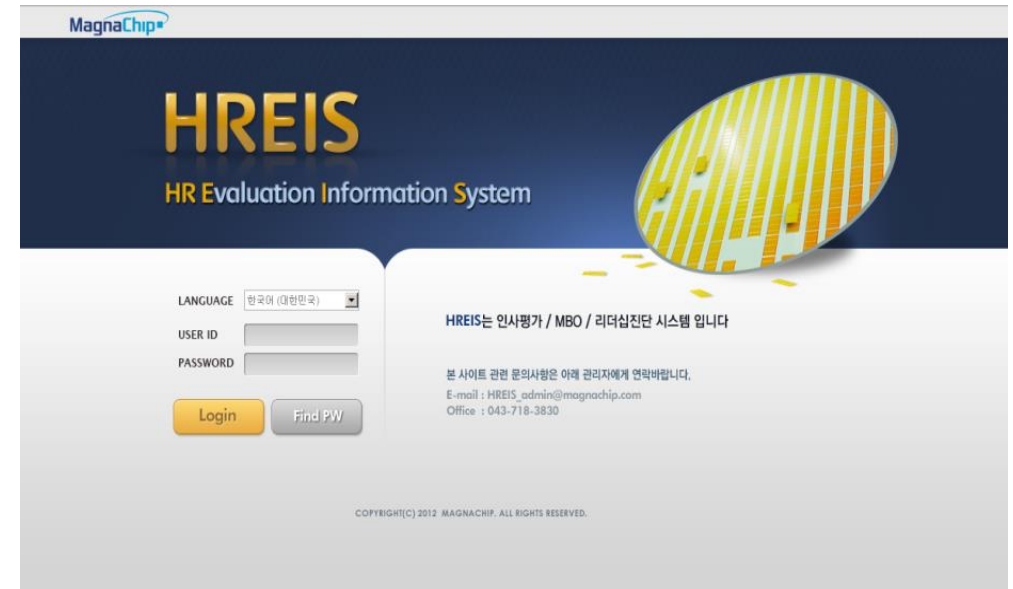 MagnaChip
HREIS
HR Evaluation Information System
LANGUAGE 한국어 (대한민국)
USER ID
PASSWORD
Login Find PW
HREIS는 인사평가 / MBO / 리더십진단 시스템 입니다
본 사이트 관련 문의사항은 아래 관리자에게 연락바랍니다.
E-mail : HREIS_admin@magnachip.com
Office : 043-718-3830
COPYRIGHT(C) 2012 MAGNACHIP. ALL RIGHTS RESERVED.